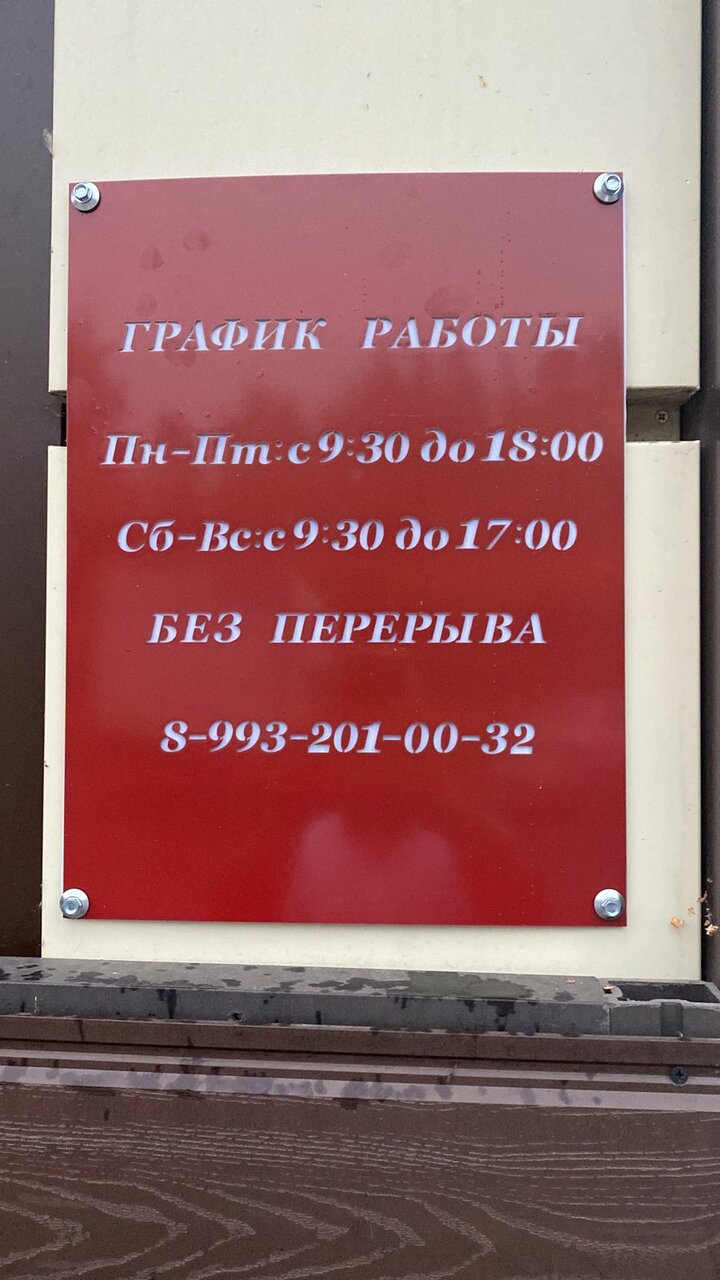 ГРАФИК РАБОТЫ
Пн-Пт:с 9:30 до 18:00
Сб-Вс:с 9:30 до 17:00
БЕЗ ПЕРЕРЫВА
8-993-201-00-32